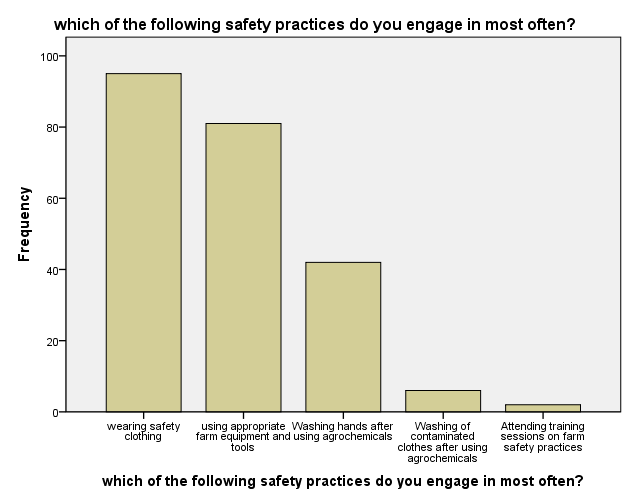 which of the following safety practices do you engage in most often?
100
80
60
40
20
0
Frequency
wearing safety
clothing
using appropriate
farm equipment and
tools
Washing hands after
using agrochemicals
Washing of
contaminated
clothes after using
agrochemicals
Attending training
sessions on farm
safety practices
which of the following safety practices do you engage in most often?